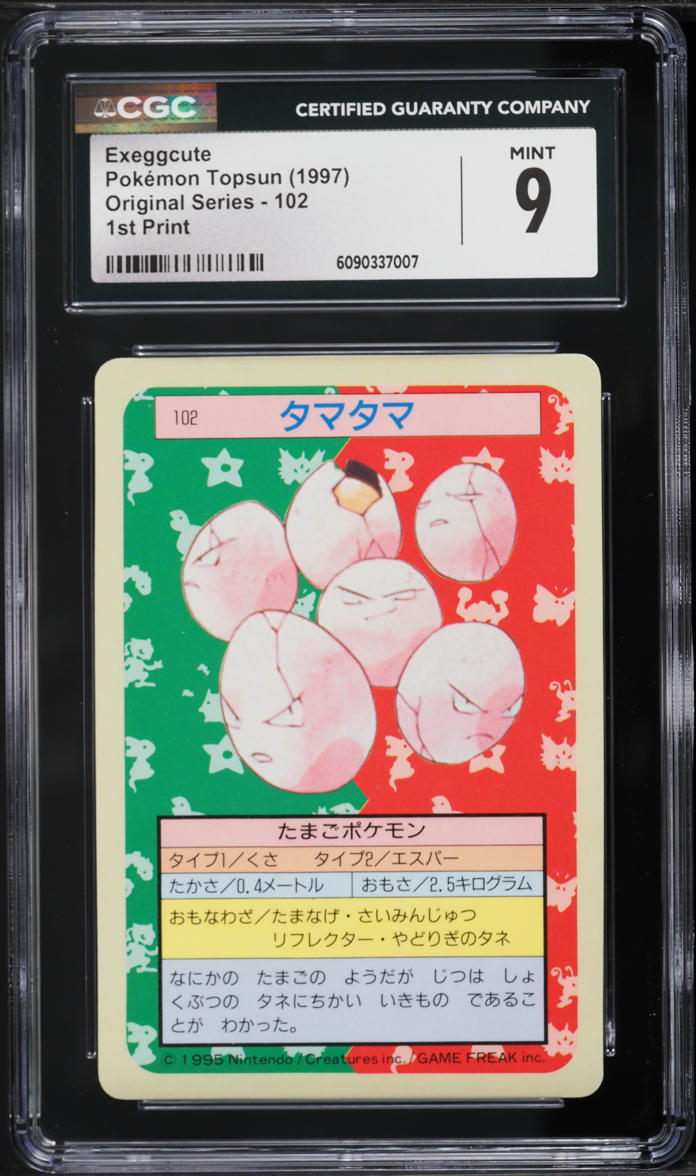 CGC
CERTIFIED GUARANTY COMPANY
Exeggcute
Pokémon Topsun (1997)
Original Series - 102
1st Print
MINT
9
6090337007
102
タマタマ
たまごポケモン
タイプ1/くさ タイプ2/エスパー
たかさ/0.4メートル おもさ/2.5キログラム
おもなわざ/たまなげ・さいみんじゅつ
リフレクター・やどりぎのタネ
なにかの たまごの ようだが じつは しょ
くぶつの タネにちかい いきもの であるこ
とが わかった。
© 1995 Nintendo/Creatures inc./GAME FREAK inc.